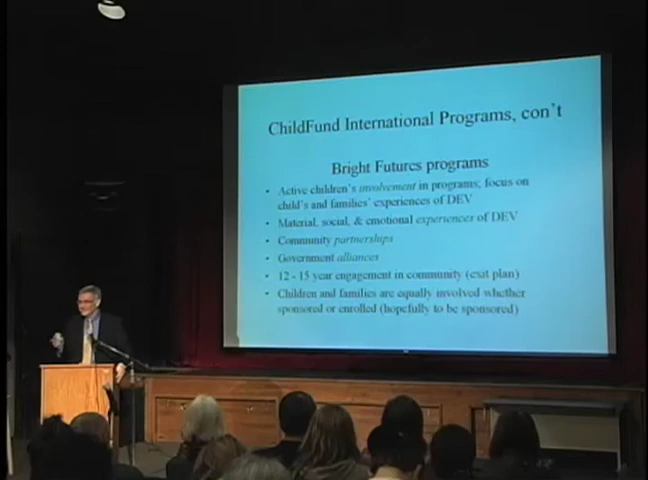 ChildFund International Programs, con't
Bright Futures programs
• Active children's involvement in programs; focus on
child's and families' experiences of DEV
• Material, social, & emotional experiences of DEV
• Community partnerships
• Government alliances
• 12 - 15 year engagement in community (exit plan)
• Children and families are equally involved whether
sponsored or enrolled (hopefully to be sponsored)